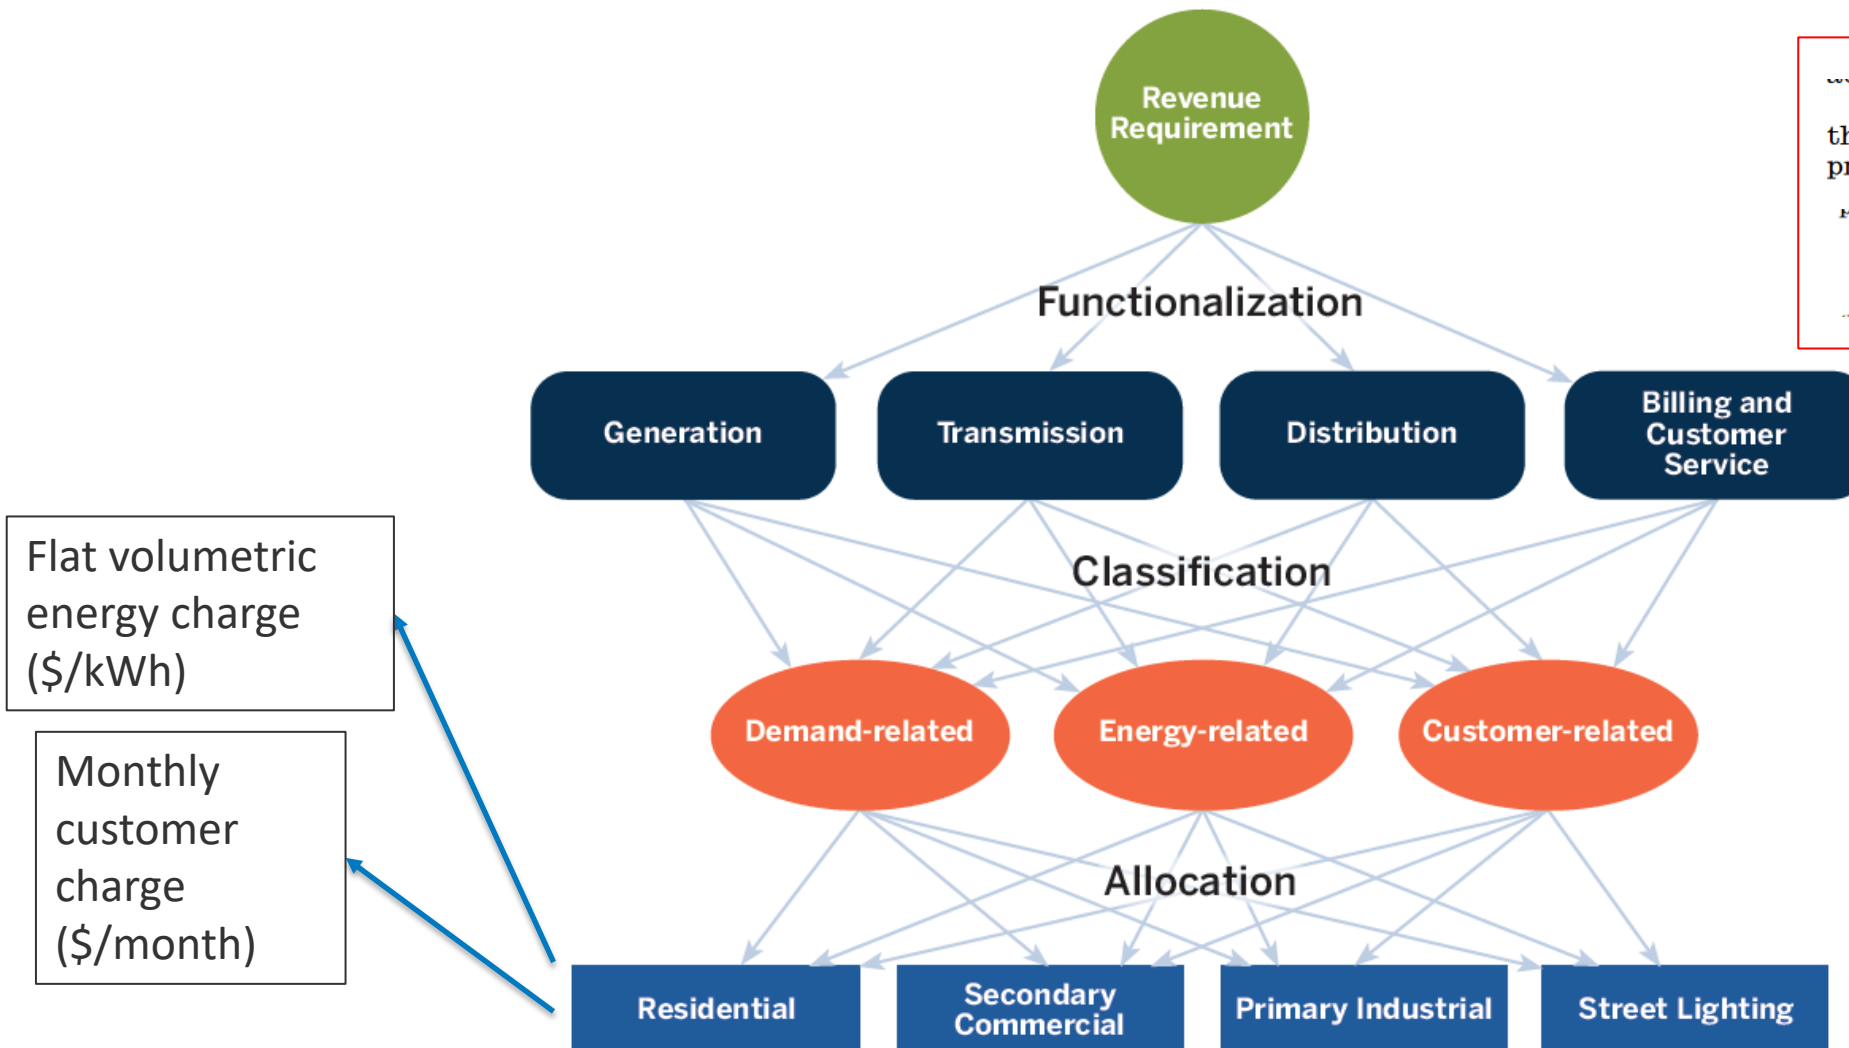 Revenue
Requirement
Functionalization
Generation
Transmission
Distribution
Billing and
Customer
Service
Flat volumetric
energy charge
($/kWh)
Classification
Demand-related
Energy-related
Customer-related
Monthly
customer
charge
($/month)
Allocation
Residential
Secondary
Commercial
Primary Industrial
Street Lighting